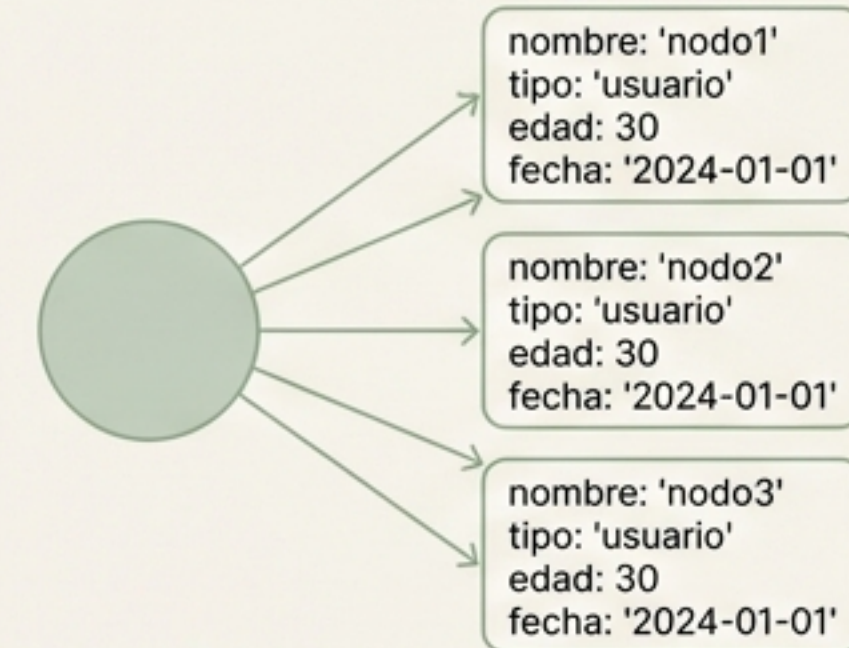 nombre: 'nodo1'
tipo: 'usuario'
edad: 30
fecha: '2024-01-01'
nombre: 'nodo2'
tipo: 'usuario'
edad: 30
fecha: '2024-01-01'
nombre: 'nodo3'
tipo: 'usuario'
edad: 30
fecha: '2024-01-01'